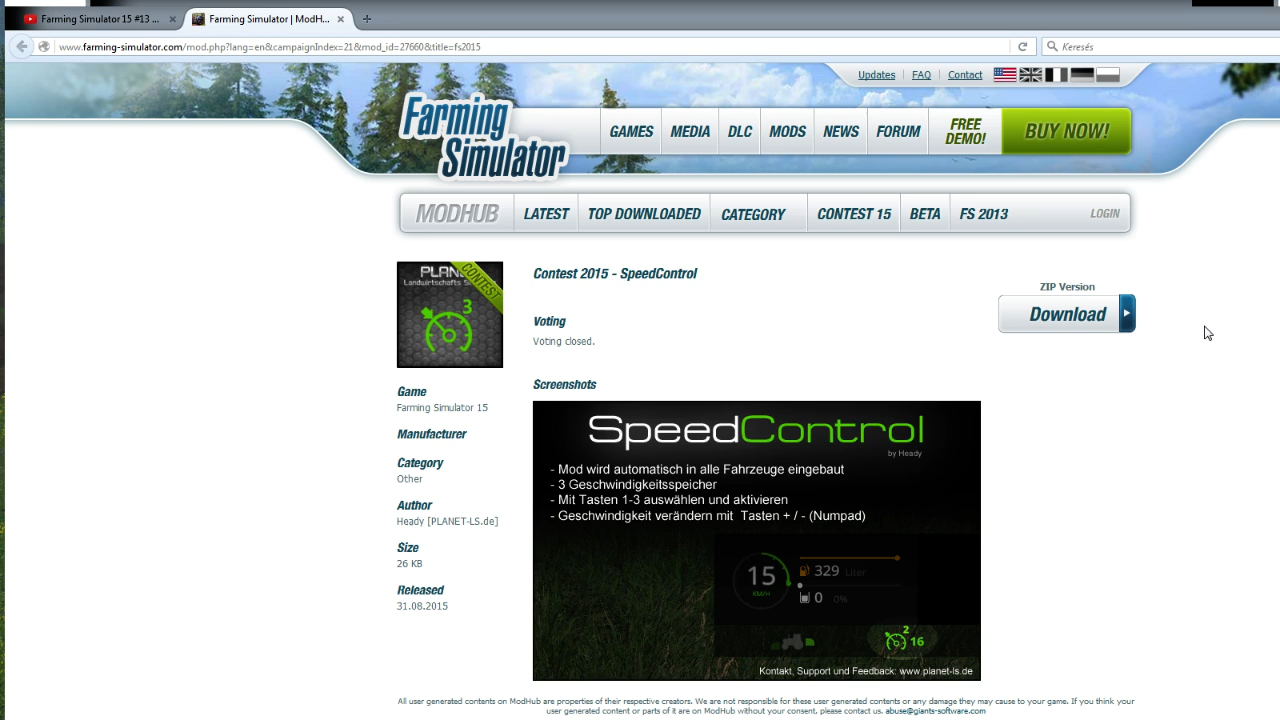 Farming Simulator 15 #13 ...
Farming Simulator | ModH...
www.farming-simulator.com/mod.php?lang=en&campaignIndex=21&mod_id=27660&title=fs2015
Keresés
Updates
FAQ
Contact
Farming Simulator
GAMES
MEDIA
DLC
MODS
NEWS
FORUM
FREE DEMO!
BUY NOW!
MODHUB
LATEST
TOP DOWNLOADED
CATEGORY
CONTEST 15
BETA
FS 2013
LOGIN
CONTEST
3
Contest 2015 - SpeedControl
ZIP Version
Download
Voting
Voting closed.
Screenshots
Game
Farming Simulator 15
Manufacturer
Category
Other
Author
Heady [PLANET-LS.de]
Size
26 KB
Released
31.08.2015
SpeedControl
by Heady
- Mod wird automatisch in alle Fahrzeuge eingebaut
- 3 Geschwindigkeitsspeicher
- Mit Tasten 1-3 auswählen und aktivieren
- Geschwindigkeit verändern mit Tasten + / - (Numpad)
15
KM/H
329 Liter
0 0%
2
16
Kontakt, Support und Feedback: www.planet-ls.de
All user generated contents on ModHub are properties of their respective creators. We are not responsible for these user generated contents or any damage they may cause to your game. If you think your
user generated content or parts of it are on ModHub without your consent, please contact us. abuse@giants-software.com